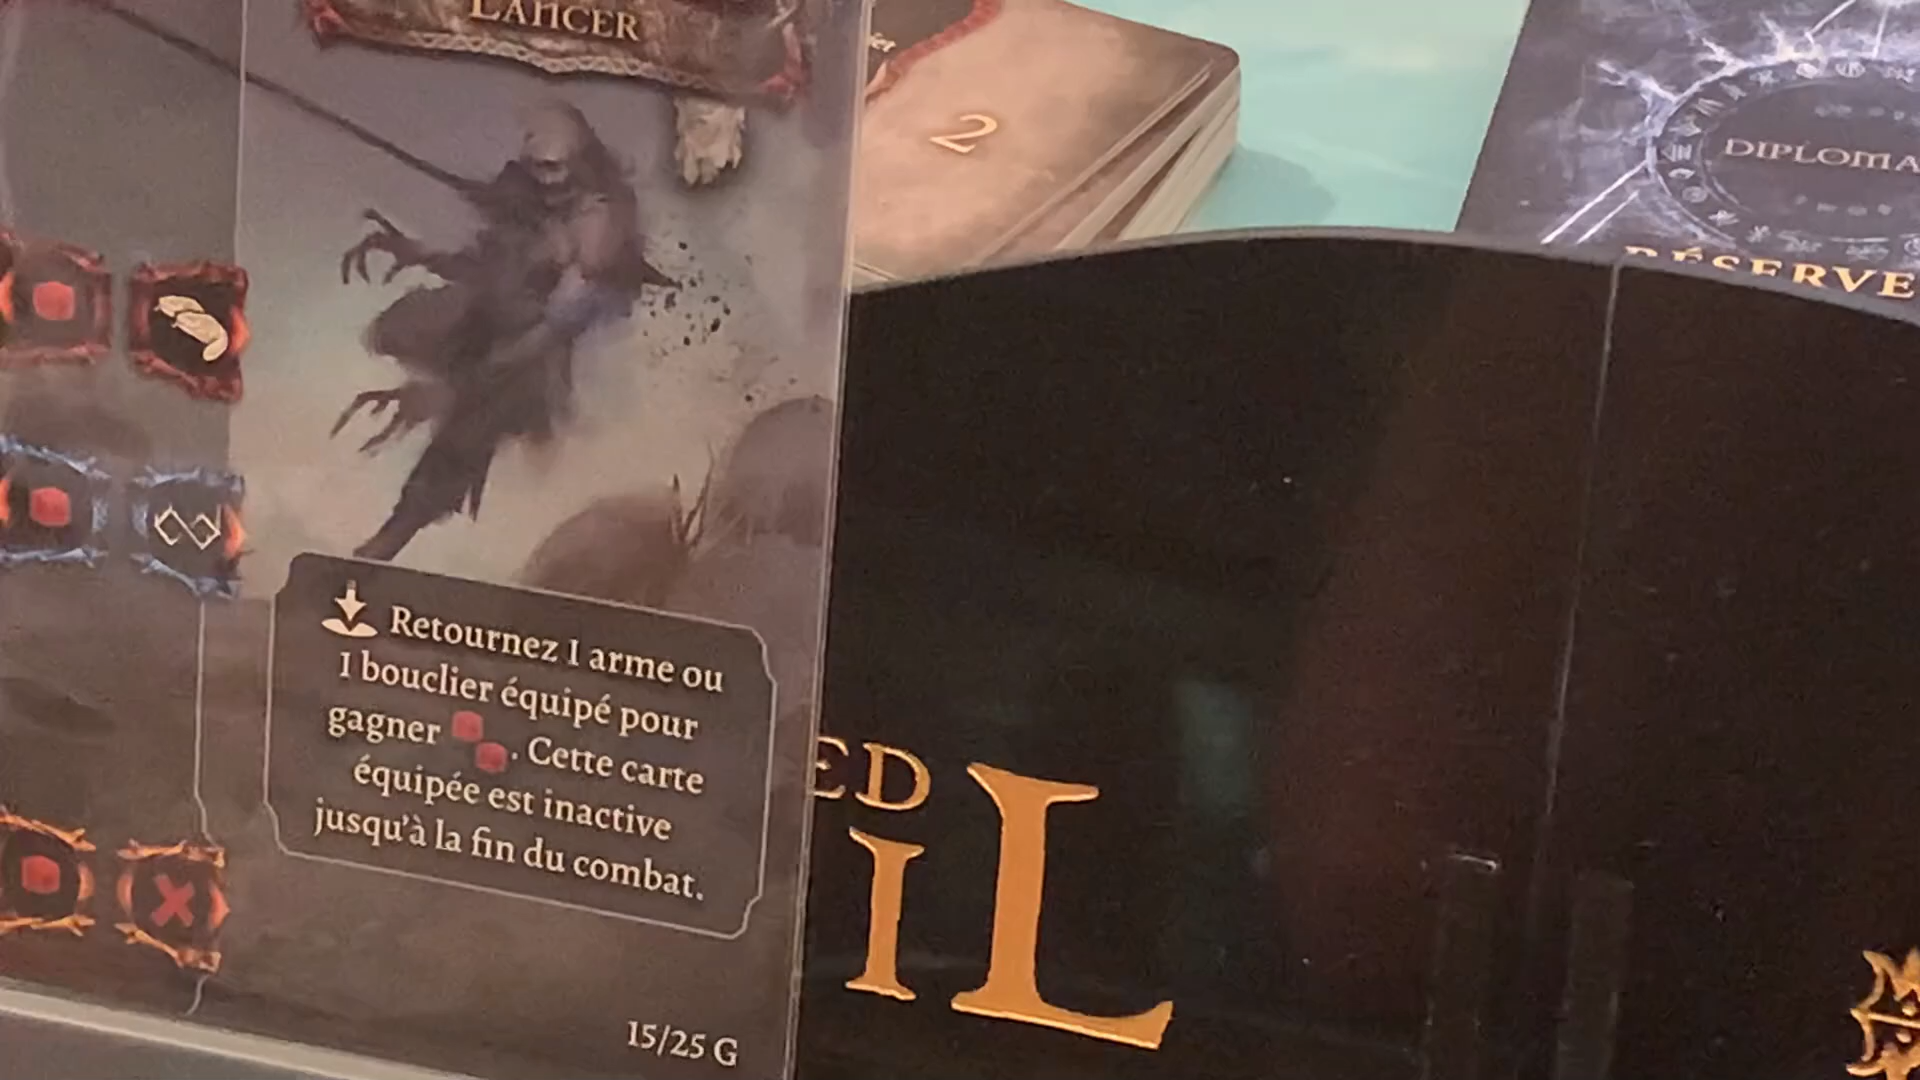 LANCER
2
RÉSERVE
Retournez 1 arme ou
1 bouclier équipé pour
gagner . Cette carte
équipée est inactive
jusqu'à la fin du combat.
15/25 G
ED
IL